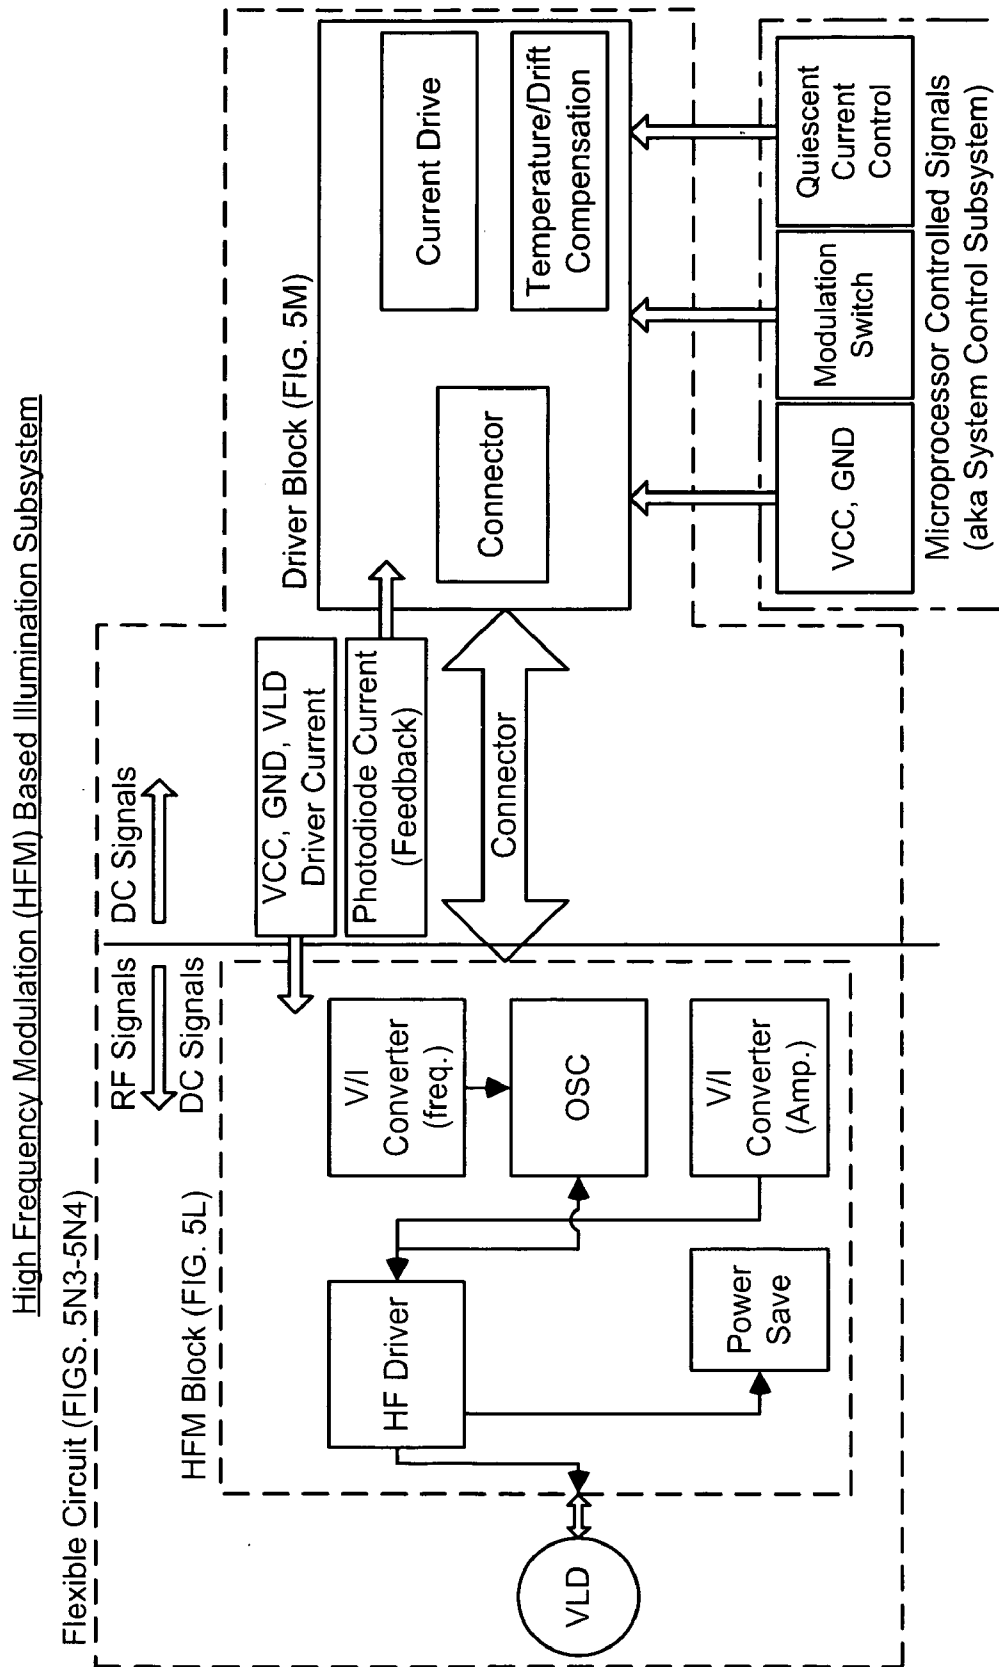 High Frequency Modulation (HFM) Based Illumination Subsystem
Flexible Circuit (FIGS. 5N3-5N4)
RF Signals
DC Signals
DC Signals
HFM Block (FIG. 5L)
VLD
HF Driver
Power
Save
V/I
Converter
(freq.)
OSC
V/I
Converter
(Amp.)
VCC, GND, VLD
Driver Current
Photodiode Current
(Feedback)
Connector
Driver Block (FIG. 5M)
Connector
Current Drive
Temperature/Drift
Compensation
VCC, GND
Modulation
Switch
Quiescent
Current
Control
Microprocessor Controlled Signals
(aka System Control Subsystem)